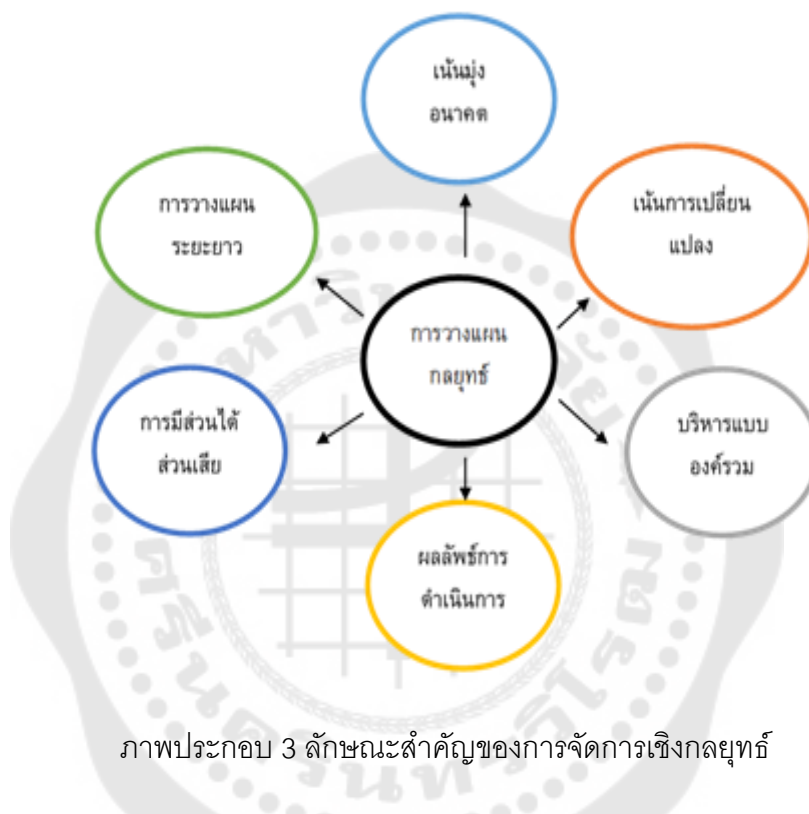 เน้นมุ่ง
อนาคต
การวางแผน
ระยะยาว
เน้นการเปลี่ยน
แปลง
การวางแผน
กลยุทธ์
การมีส่วนได้
ส่วนเสีย
บริหารแบบ
องค์รวม
ผลลัพธ์การ
ดำเนินการ
ภาพประกอบ 3 ลักษณะสำคัญของการจัดการเชิงกลยุทธ์